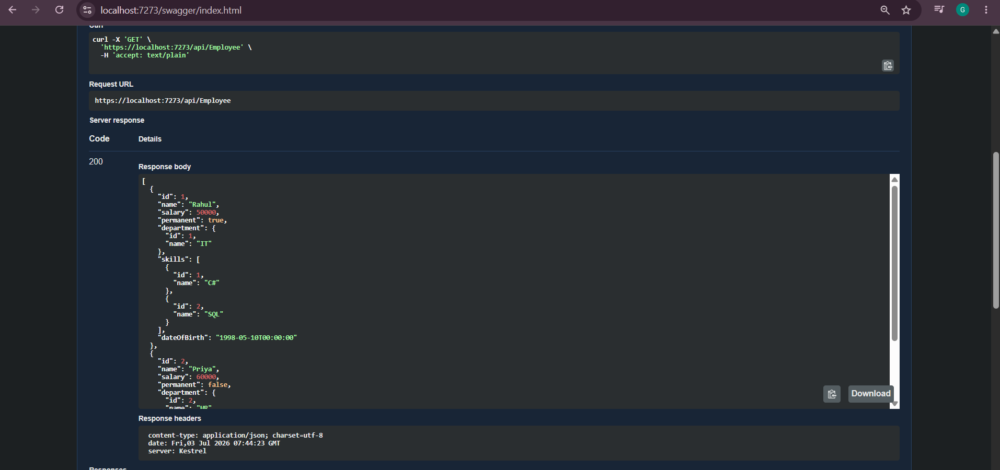 localhost:7273/swagger/index.html
G
Curl
curl -X 'GET' \
  'https://localhost:7273/api/Employee' \
  -H 'accept: text/plain'
Request URL
https://localhost:7273/api/Employee
Server response
Code Details
200
Response body
[
  {
    "id": 1,
    "name": "Rahul",
    "salary": 50000,
    "permanent": true,
    "department": {
      "id": 1,
      "name": "IT"
    },
    "skills": [
      {
        "id": 1,
        "name": "C#"
      },
      {
        "id": 2,
        "name": "SQL"
      }
    ],
    "dateOfBirth": "1998-05-10T00:00:00"
  },
  {
    "id": 2,
    "name": "Priya",
    "salary": 60000,
    "permanent": false,
    "department": {
      "id": 2,
      "name": "HR"
Download
Response headers
content-type: application/json; charset=utf-8
date: Fri,03 Jul 2026 07:44:23 GMT
server: Kestrel
Responses